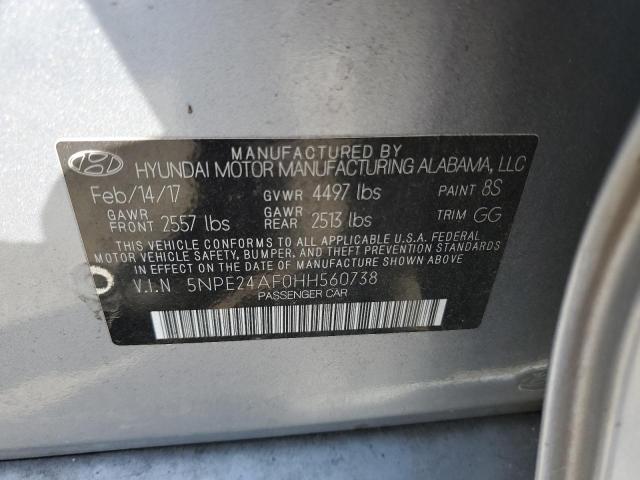 MANUFACTURED BY
HYUNDAI MOTOR MANUFACTURING ALABAMA, LLC
Feb/14/17 GVWR 4497 lbs PAINT 8S
GAWR FRONT 2557 lbs GAWR REAR 2513 lbs TRIM GG
THIS VEHICLE CONFORMS TO ALL APPLICABLE U.S.A. FEDERAL
MOTOR VEHICLE SAFETY, BUMPER, AND THEFT PREVENTION STANDARDS
IN EFFECT ON THE DATE OF MANUFACTURE SHOWN ABOVE
V.I.N 5NPE24AF0HH560738
PASSENGER CAR